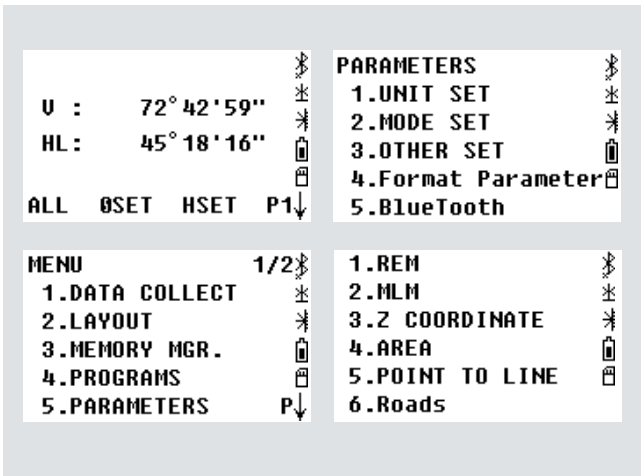 V : 72°42'59"
HL: 45°18'16"
ALL 0SET HSET P1↓
PARAMETERS
1.UNIT SET
2.MODE SET
3.OTHER SET
4.Format Parameter
5.BlueTooth
MENU 1/2
1.DATA COLLECT
2.LAYOUT
3.MEMORY MGR.
4.PROGRAMS
5.PARAMETERS P↓
1.REM
2.MLM
3.Z COORDINATE
4.AREA
5.POINT TO LINE
6.Roads